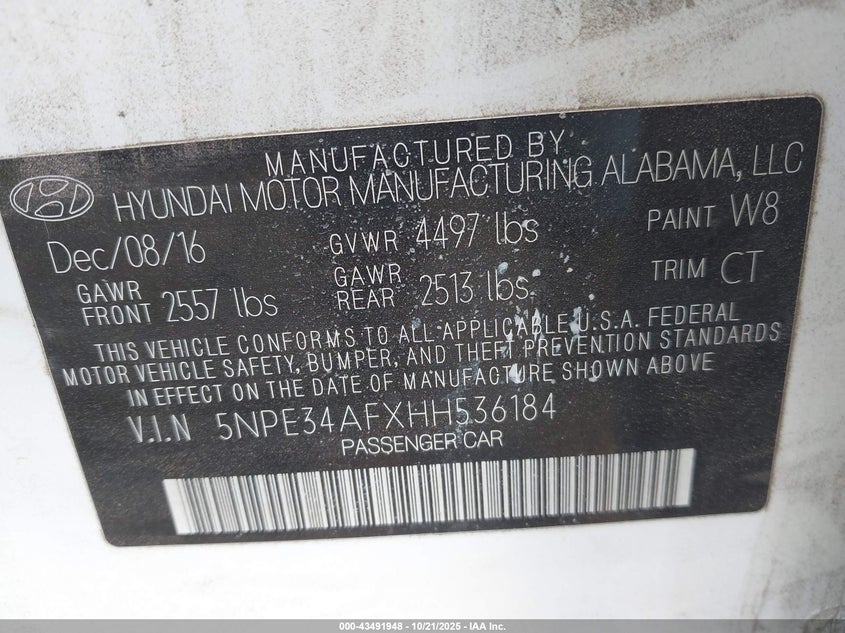 MANUFACTURED BY
HYUNDAI MOTOR MANUFACTURING ALABAMA, LLC
Dec/08/16 GVWR 4497 lbs PAINT W8
GAWR FRONT 2557 lbs GAWR REAR 2513 lbs TRIM CT
THIS VEHICLE CONFORMS TO ALL APPLICABLE U.S.A. FEDERAL
MOTOR VEHICLE SAFETY, BUMPER, AND THEFT PREVENTION STANDARDS
IN EFFECT ON THE DATE OF MANUFACTURE SHOWN ABOVE.
V.I.N 5NPE34AFXHH536184
PASSENGER CAR
000-43491948 - 10/21/2025 - IAA Inc.